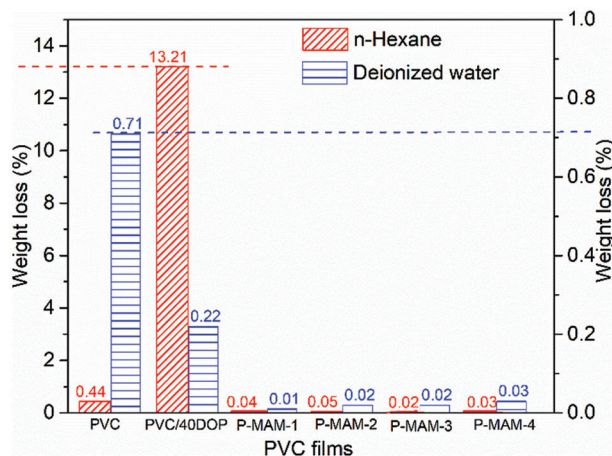 14
12
10
8
6
4
2
0
Weight loss (%)
1.0
0.8
0.6
0.4
0.2
0.0
Weight loss (%)
n-Hexane
Deionized water
0.44
0.71
13.21
0.22
0.04
0.01
0.05
0.02
0.02
0.02
0.03
0.03
PVC
PVC/40DOP
P-MAM-1
P-MAM-2
P-MAM-3
P-MAM-4
PVC films